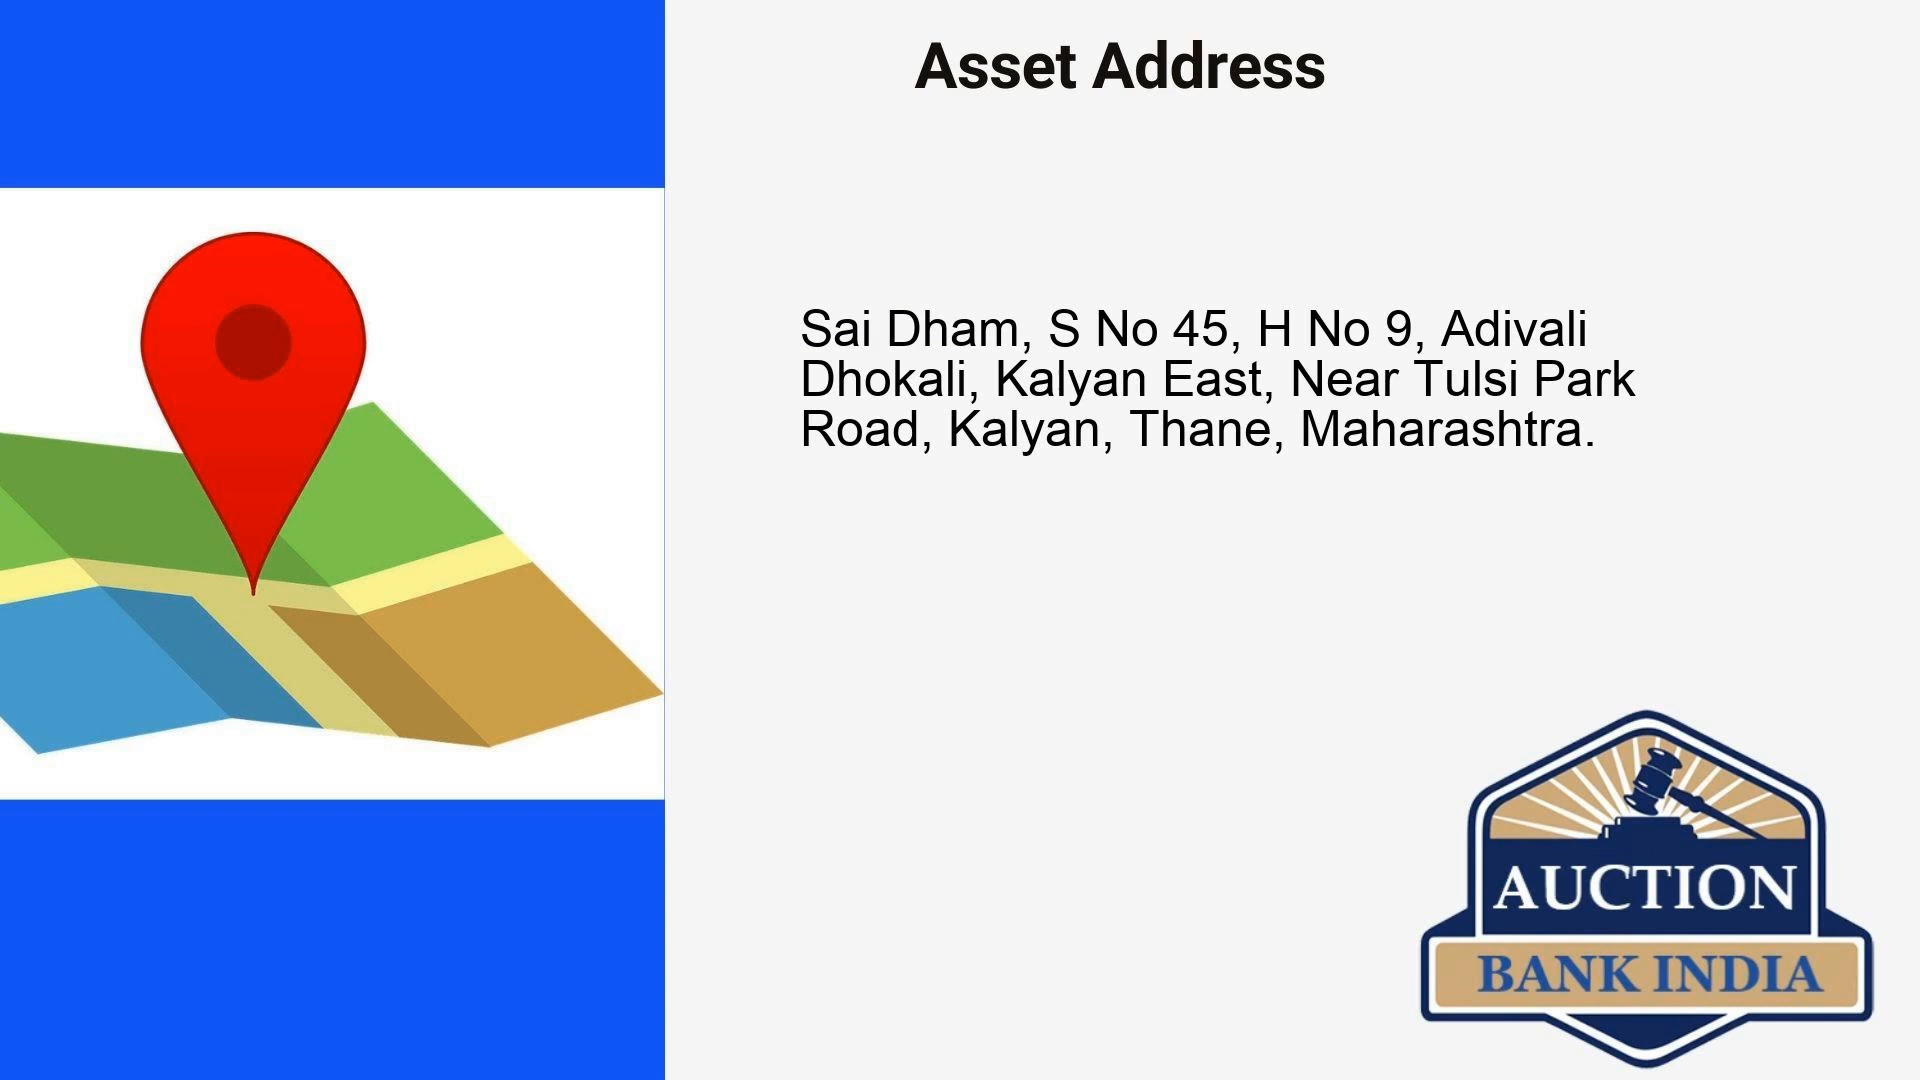 Asset Address
Sai Dham, S No 45, H No 9, Adivali
Dhokali, Kalyan East, Near Tulsi Park
Road, Kalyan, Thane, Maharashtra.
AUCTION
BANK INDIA